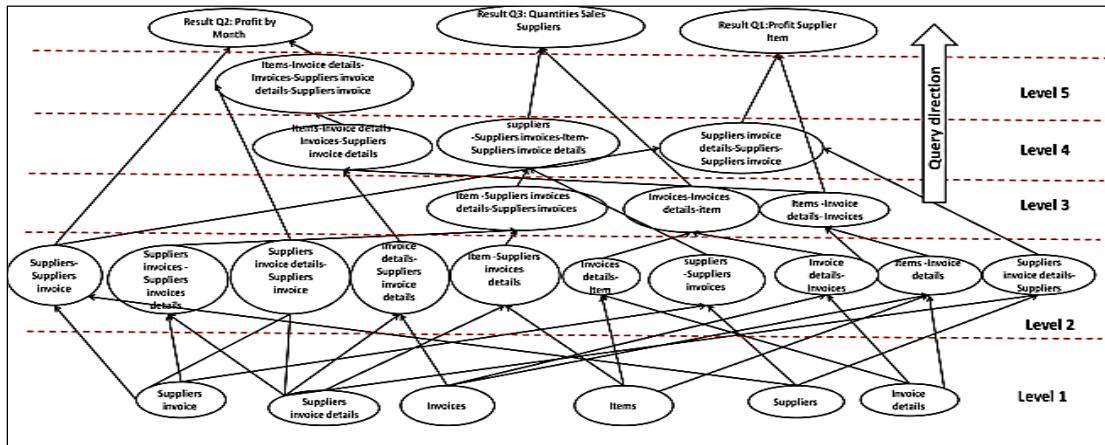 Result Q2: Profit by
Month
Result Q3: Quantities Sales
Suppliers
Result Q1:Profit Supplier
Item
Items-Invoice details-
Invoices-Suppliers invoice
details-Suppliers invoice
Level 5
Query direction
Items-Invoice details
Invoices-Suppliers
invoice details
suppliers
-Suppliers invoices-Item-
Suppliers invoice details
Suppliers invoice
details-Suppliers-
Suppliers invoice
Level 4
Item -Suppliers invoices
details-Suppliers invoices
Invoices-Invoices
details-item
Items -Invoice
details- Invoices
Level 3
Suppliers-
Suppliers
invoice
Suppliers
invoices -
Suppliers
invoices details
Suppliers
invoice details-
Suppliers
invoice
Invoice
details-
Suppliers
invoice
details
Item -Suppliers
invoices
details
Invoices
details-
Item
suppliers
-Suppliers
invoices
Invoice
details-
Invoices
Items -Invoice
details
Suppliers
invoice details-
Suppliers
Level 2
Suppliers
invoice
Suppliers
invoice details
Invoices
Items
Suppliers
Invoice
details
Level 1